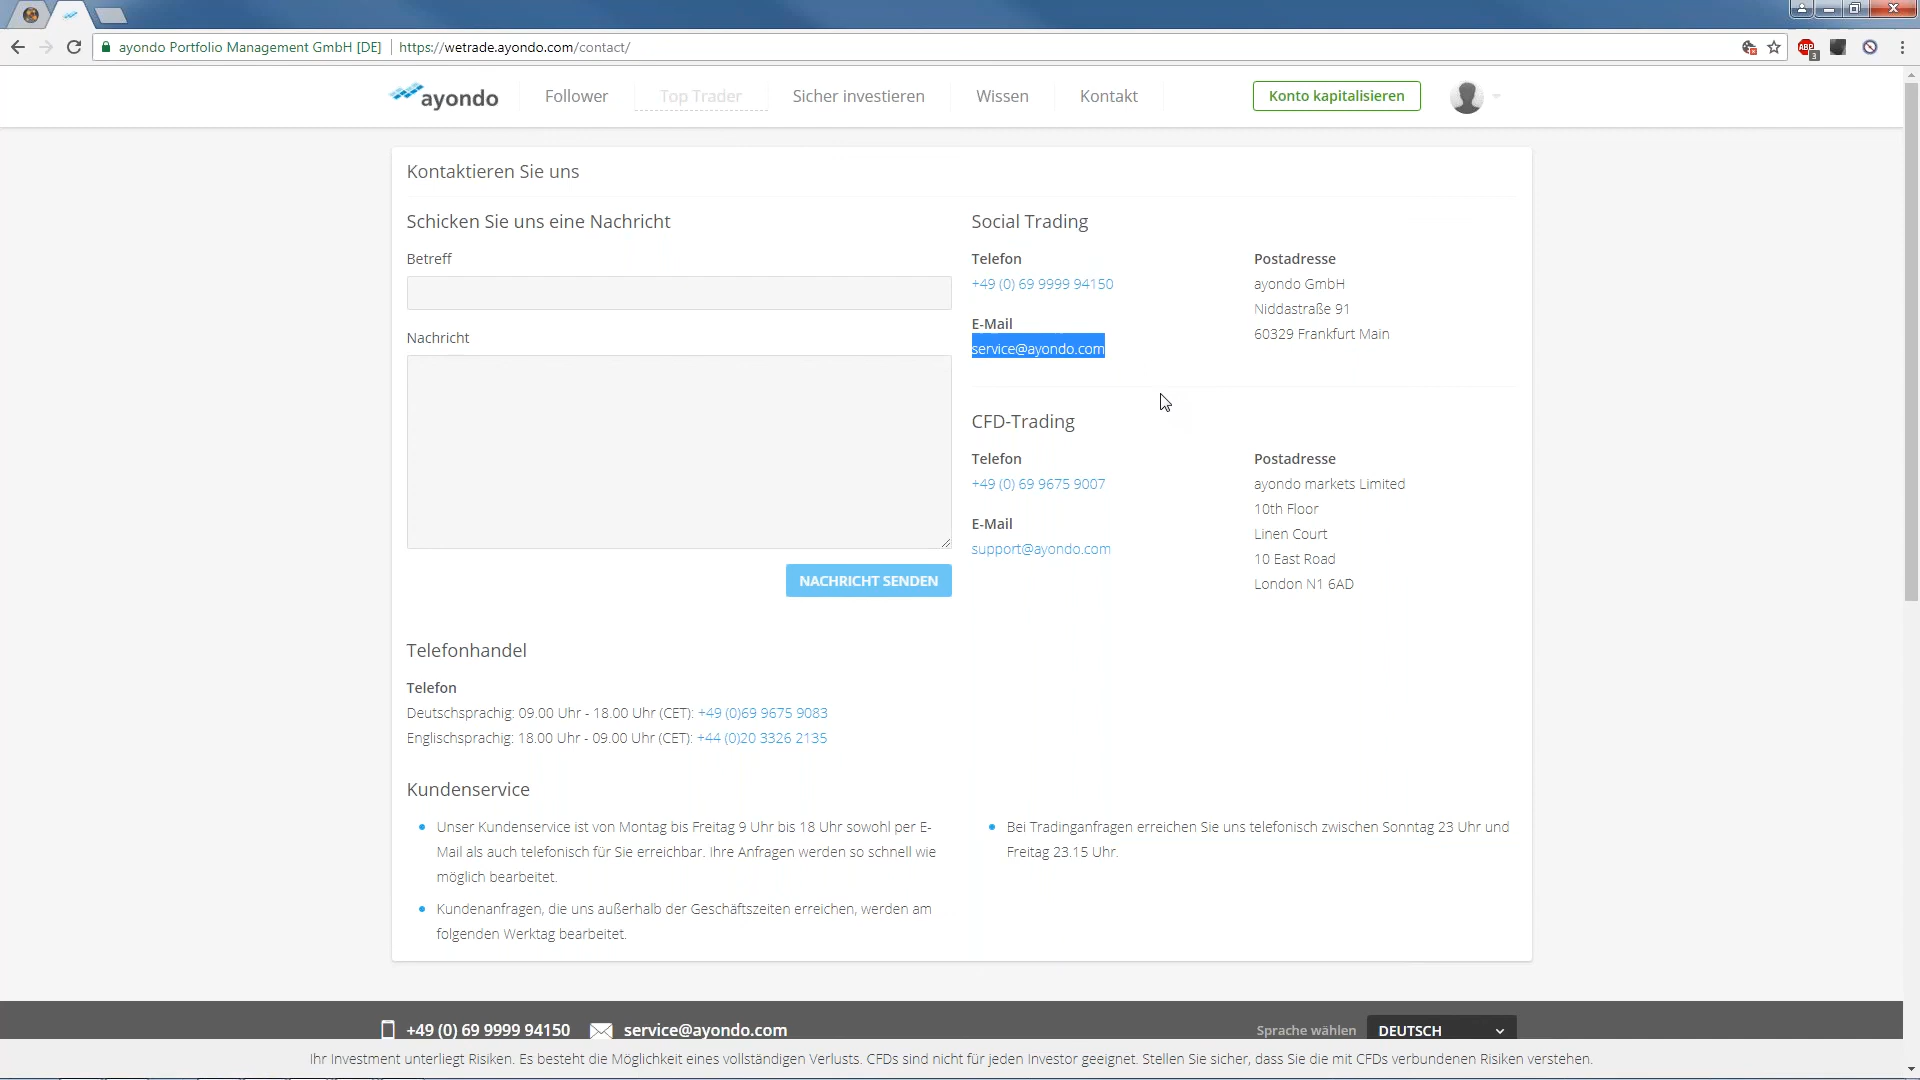 ayondo Portfolio Management GmbH [DE]
https://wetrade.ayondo.com/contact/
ABP
3
ayondo
Follower
Top Trader
Sicher investieren
Wissen
Kontakt
Konto kapitalisieren
Kontaktieren Sie uns
Schicken Sie uns eine Nachricht
Betreff
Nachricht
NACHRICHT SENDEN
Social Trading
Telefon
+49 (0) 69 9999 94150
E-Mail
service@ayondo.com
Postadresse
ayondo GmbH
Niddastraße 91
60329 Frankfurt Main
CFD-Trading
Telefon
+49 (0) 69 9675 9007
E-Mail
support@ayondo.com
Postadresse
ayondo markets Limited
10th Floor
Linen Court
10 East Road
London N1 6AD
Telefonhandel
Telefon
Deutschsprachig: 09.00 Uhr - 18.00 Uhr (CET): +49 (0)69 9675 9083
Englischsprachig: 18.00 Uhr - 09.00 Uhr (CET): +44 (0)20 3326 2135
Kundenservice
Unser Kundenservice ist von Montag bis Freitag 9 Uhr bis 18 Uhr sowohl per E-
Mail als auch telefonisch für Sie erreichbar. Ihre Anfragen werden so schnell wie
möglich bearbeitet.
Kundenanfragen, die uns außerhalb der Geschäftszeiten erreichen, werden am
folgenden Werktag bearbeitet.
Bei Tradinganfragen erreichen Sie uns telefonisch zwischen Sonntag 23 Uhr und
Freitag 23.15 Uhr.
+49 (0) 69 9999 94150
service@ayondo.com
Sprache wählen
DEUTSCH
Ihr Investment unterliegt Risiken. Es besteht die Möglichkeit eines vollständigen Verlusts. CFDs sind nicht für jeden Investor geeignet. Stellen Sie sicher, dass Sie die mit CFDs verbundenen Risiken verstehen.